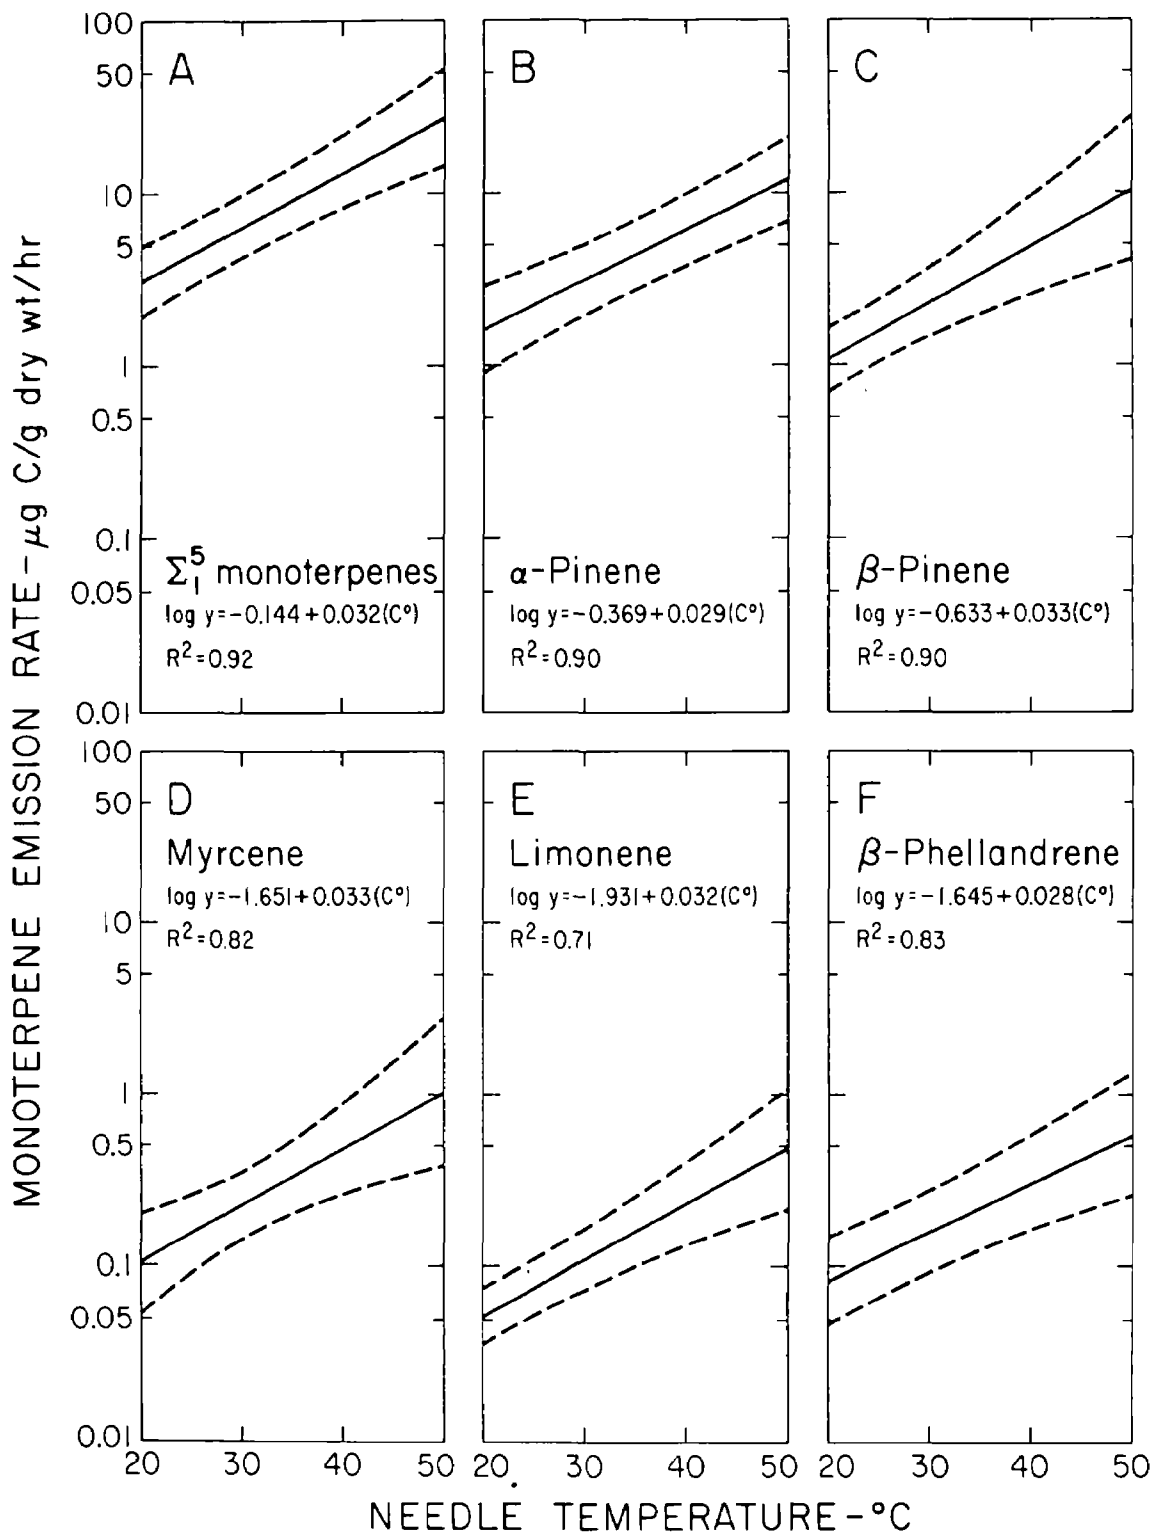 MONOTERPENE EMISSION RATE-μg C/g dry wt/hr
100
50
10
5
1
0.5
0.1
0.05
0.01
A
Σ₁⁵ monoterpenes
log y=-0.144+0.032(C°)
R²=0.92
B
α-Pinene
log y=-0.369+0.029(C°)
R²=0.90
C
β-Pinene
log y=-0.633+0.033(C°)
R²=0.90
100
50
10
5
1
0.5
0.1
0.05
0.01
D
Myrcene
log y=-1.651+0.033(C°)
R²=0.82
E
Limonene
log y=-1.931+0.032(C°)
R²=0.71
F
β-Phellandrene
log y=-1.645+0.028(C°)
R²=0.83
20 30 40 50 20 30 40 50 20 30 40 50
NEEDLE TEMPERATURE-°C